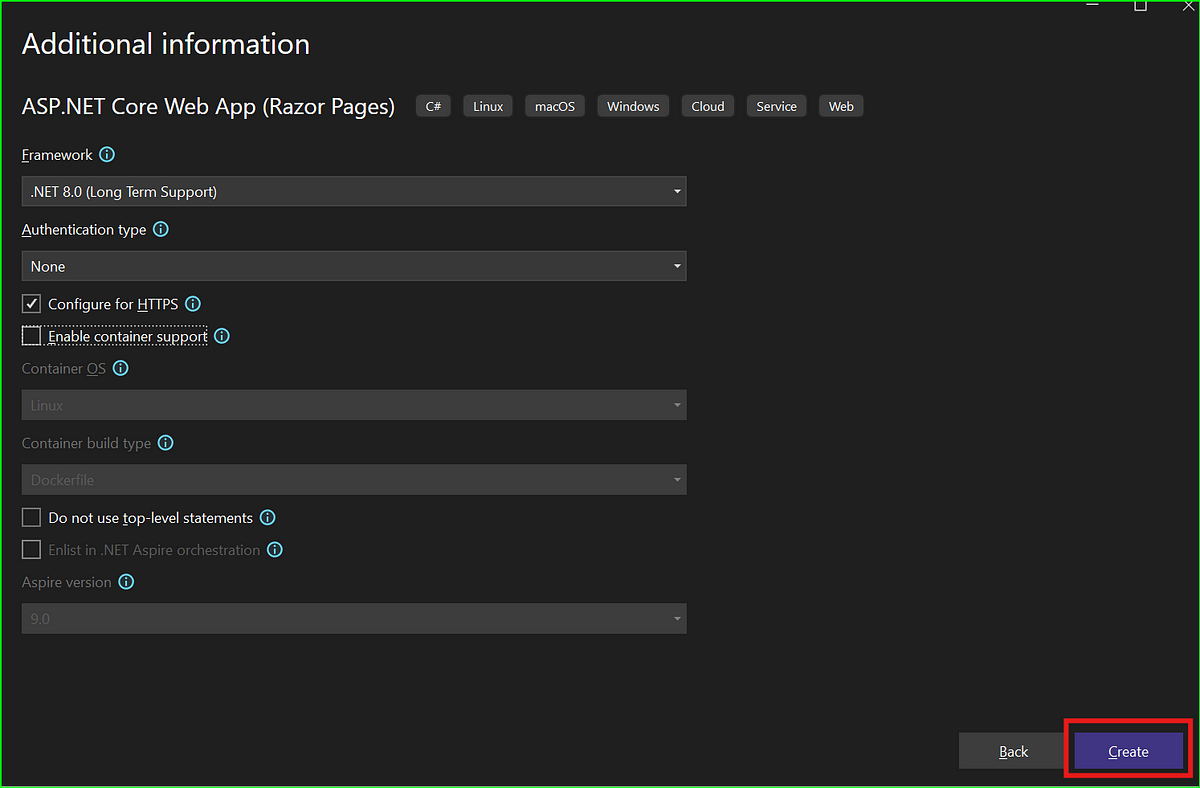 Additional information
ASP.NET Core Web App (Razor Pages) C# Linux macOS Windows Cloud Service Web
Framework
.NET 8.0 (Long Term Support)
Authentication type
None
Configure for HTTPS
Enable container support
Container OS
Linux
Container build type
Dockerfile
Do not use top-level statements
Enlist in .NET Aspire orchestration
Aspire version
9.0
Back Create